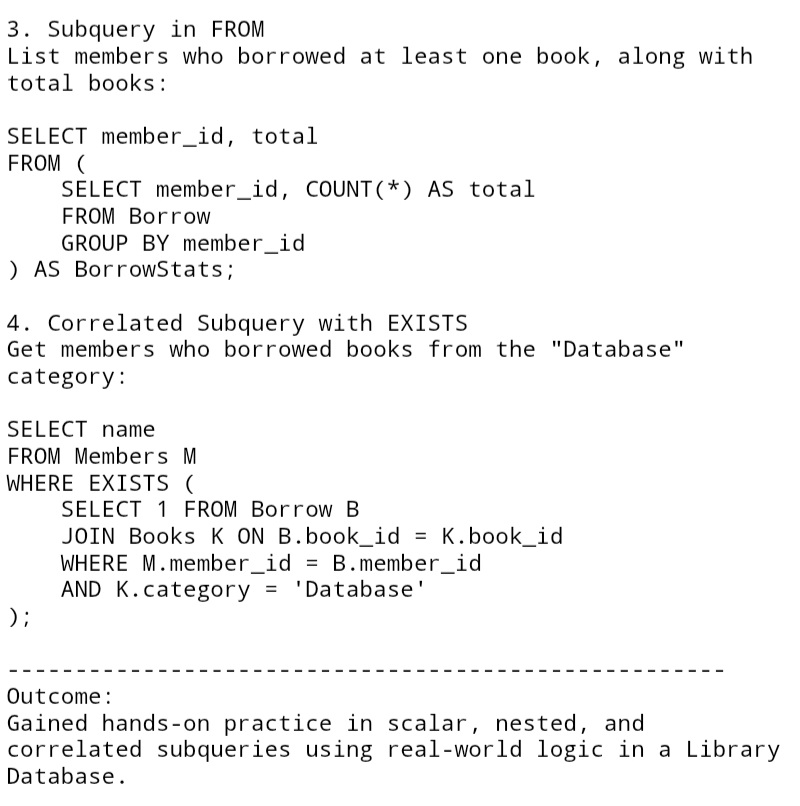 3. Subquery in FROM
List members who borrowed at least one book, along with
total books:

SELECT member_id, total
FROM (
    SELECT member_id, COUNT(*) AS total
    FROM Borrow
    GROUP BY member_id
) AS BorrowStats;

4. Correlated Subquery with EXISTS
Get members who borrowed books from the "Database"
category:

SELECT name
FROM Members M
WHERE EXISTS (
    SELECT 1 FROM Borrow B
    JOIN Books K ON B.book_id = K.book_id
    WHERE M.member_id = B.member_id
    AND K.category = 'Database'
);

-----------------------------------------------------
Outcome:
Gained hands-on practice in scalar, nested, and
correlated subqueries using real-world logic in a Library
Database.